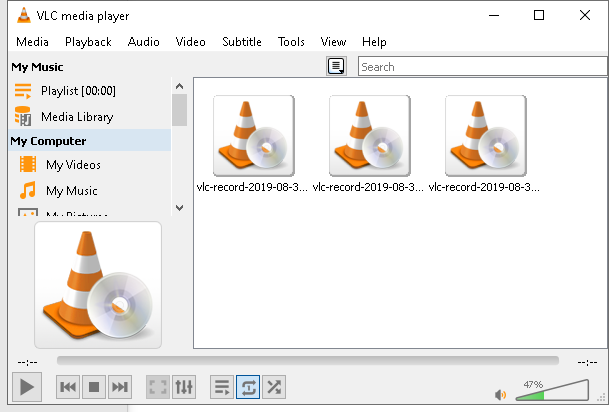 VLC media player
Media Playback Audio Video Subtitle Tools View Help
My Music
Search
Playlist [00:00]
Media Library
My Computer
My Videos
My Music
My Pictures
vlc-record-2019-08-3... vlc-record-2019-08-3... vlc-record-2019-08-3...
--:-- --:--
47%